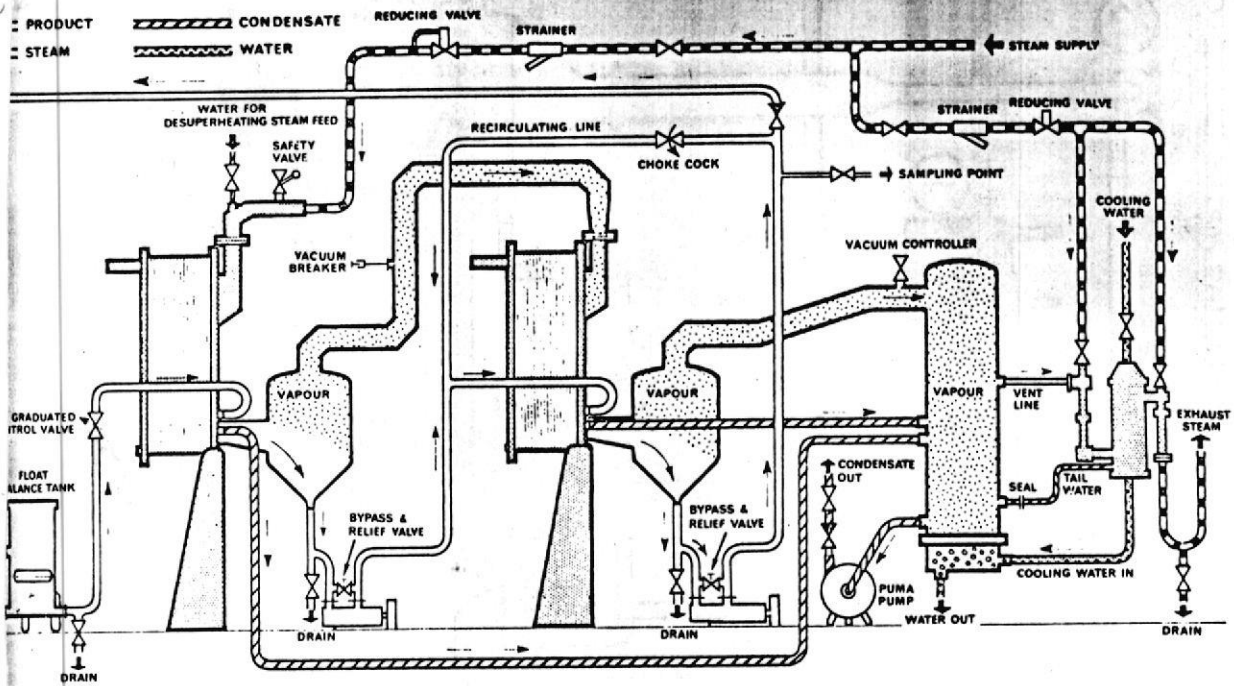 PRODUCT
CONDENSATE
STEAM
WATER
REDUCING VALVE
STRAINER
STEAM SUPPLY
WATER FOR
DESUPERHEATING STEAM FEED
SAFETY
VALVE
RECIRCULATING LINE
CHOKE COCK
STRAINER
REDUCING VALVE
SAMPLING POINT
COOLING
WATER
VACUUM
BREAKER
VACUUM CONTROLLER
VAPOUR
VAPOUR
VAPOUR
VENT
LINE
EXHAUST
STEAM
GRADUATED
NTROL VALVE
FLOAT
ALANCE TANK
CONDENSATE
OUT
SEAL
TAIL
WATER
BYPASS &
RELIEF VALVE
BYPASS &
RELIEF VALVE
PUMA
PUMP
COOLING WATER IN
WATER OUT
DRAIN
DRAIN
DRAIN
DRAIN